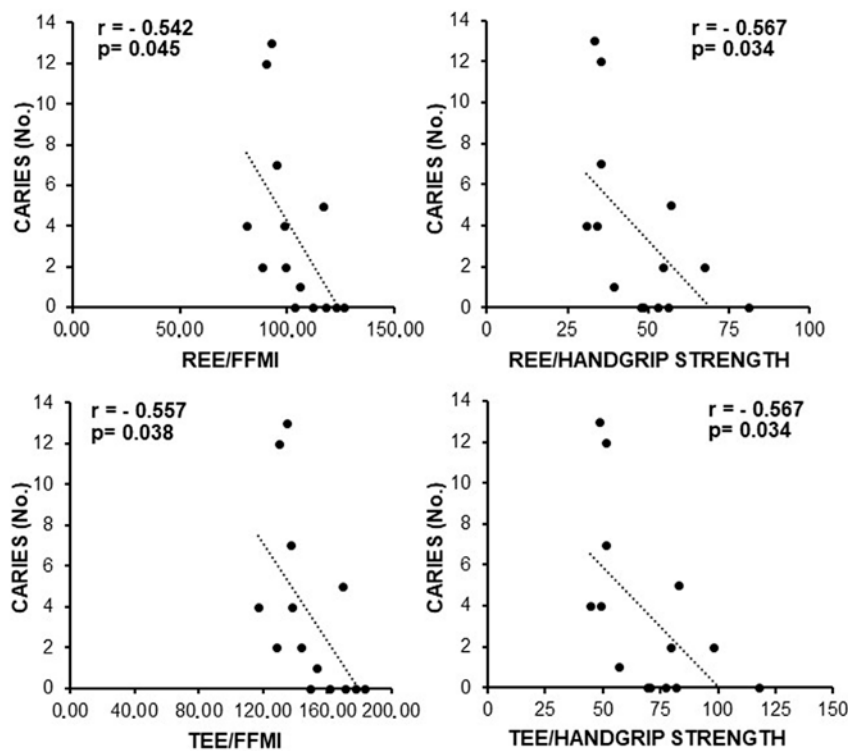 r = - 0.542
p= 0.045
CARIES (No.)
14
12
10
8
6
4
2
0
0.00 50.00 100.00 150.00
REE/FFMI
r = - 0.567
p= 0.034
CARIES (No.)
14
12
10
8
6
4
2
0
0 25 50 75 100
REE/HANDGRIP STRENGTH
r = - 0.557
p= 0.038
CARIES (No.)
14
12
10
8
6
4
2
0
0.00 40.00 80.00 120.00 160.00 200.00
TEE/FFMI
r = - 0.567
p= 0.034
CARIES (No.)
14
12
10
8
6
4
2
0
0 25 50 75 100 125 150
TEE/HANDGRIP STRENGTH